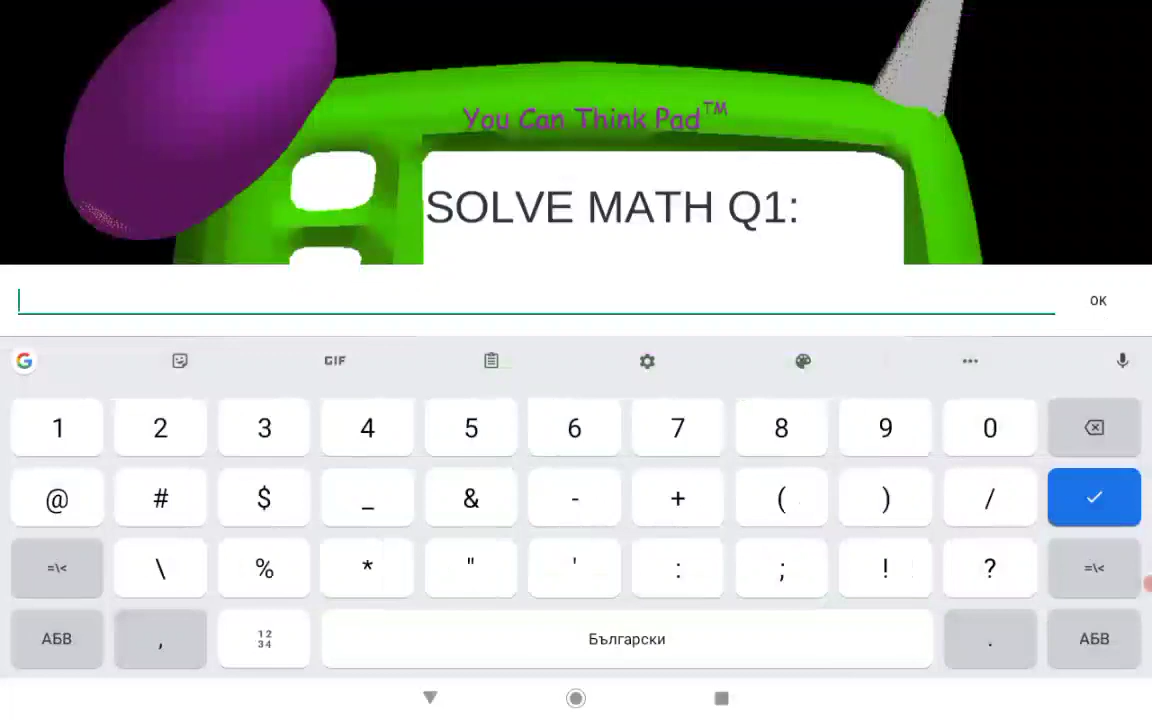 You Can Think Pad™
SOLVE MATH Q1:
OK
GIF
1 2 3 4 5 6 7 8 9 0
@ # $ _ & - + ( ) /
=\< \ % * " ' : ; ! ? =\<
АБВ , 12 34 Български . АБВ